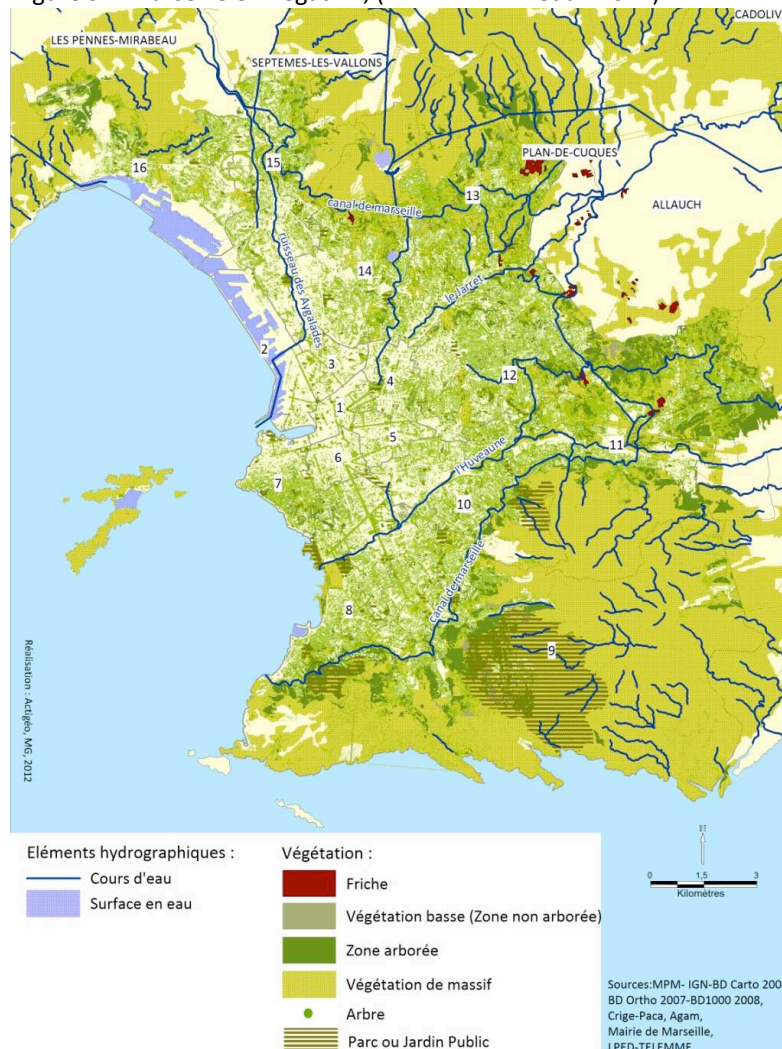 LES PENNES-MIRABEAU
CADOLIV
SEPTEMES-LES-VALLONS
PLAN-DE-CUQUES
16
15
13
canal de marseille
ALLAUCH
14
ruisseau des Aygalades
le Jarret
2
3
4
12
1
5
11
6
l'Huveaune
7
10
canal de marseille
8
9
Réalisation : Actigéo, MG, 2012
Eléments hydrographiques :
Cours d'eau
Surface en eau
Végétation :
Friche
Végétation basse (Zone non arborée)
Zone arborée
Végétation de massif
Arbre
Parc ou Jardin Public
N
0 1,5 3
Kilomètres
Sources:MPM- IGN-BD Carto 200
BD Ortho 2007-BD1000 2008,
Crige-Paca, Agam,
Mairie de Marseille,
LPED-TELEMME